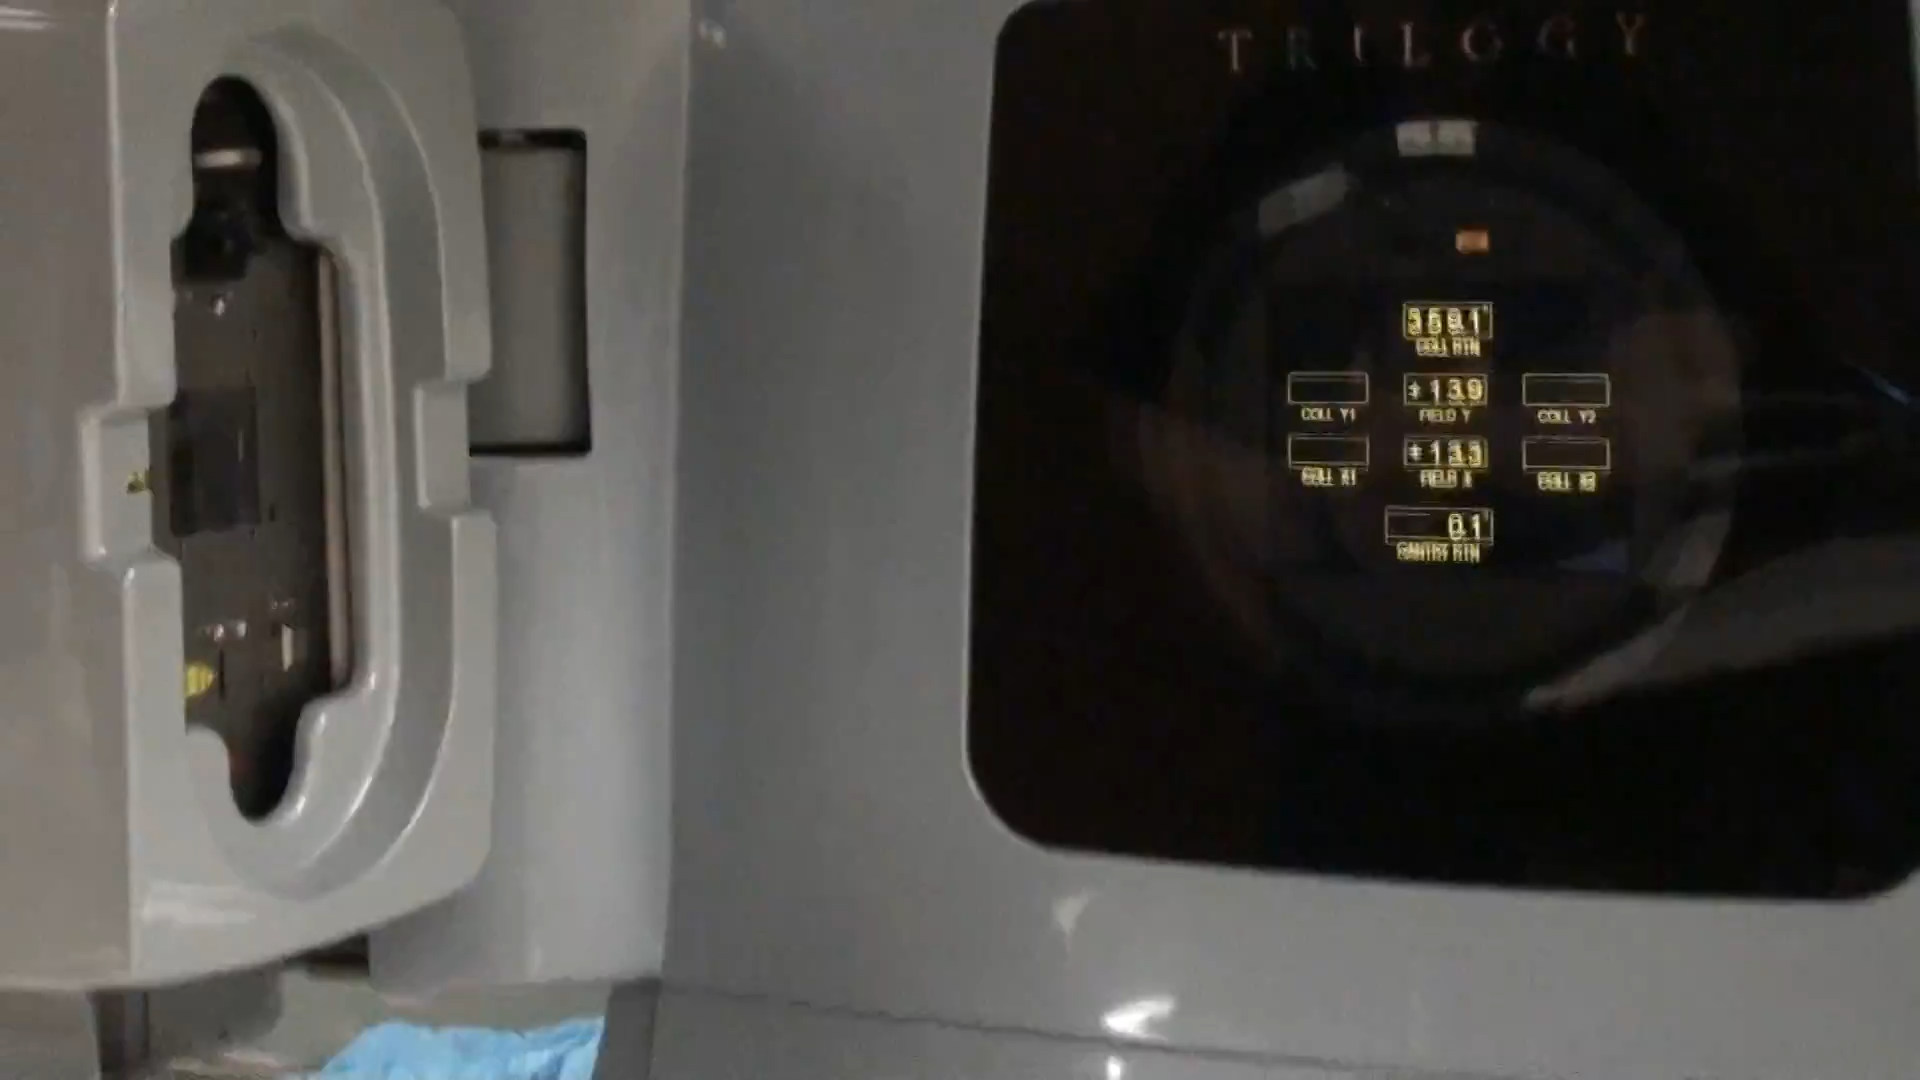 TRILOGY
359.1°
COLL RTN
+13.9
COLL Y1 FIELD Y COLL Y2
+13.3
COLL X1 FIELD X COLL X2
0.1°
GANTRY RTN